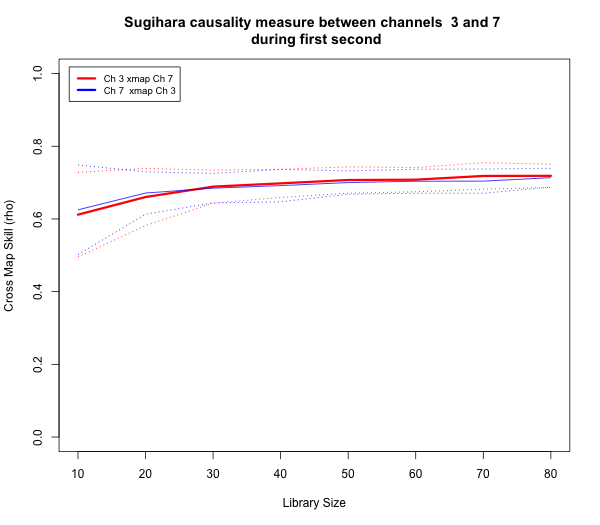 Sugihara causality measure between channels  3 and 7
during first second
Ch 3 xmap Ch 7
Ch 7  xmap Ch 3
Cross Map Skill (rho)
1.0
0.8
0.6
0.4
0.2
0.0
10 20 30 40 50 60 70 80
Library Size